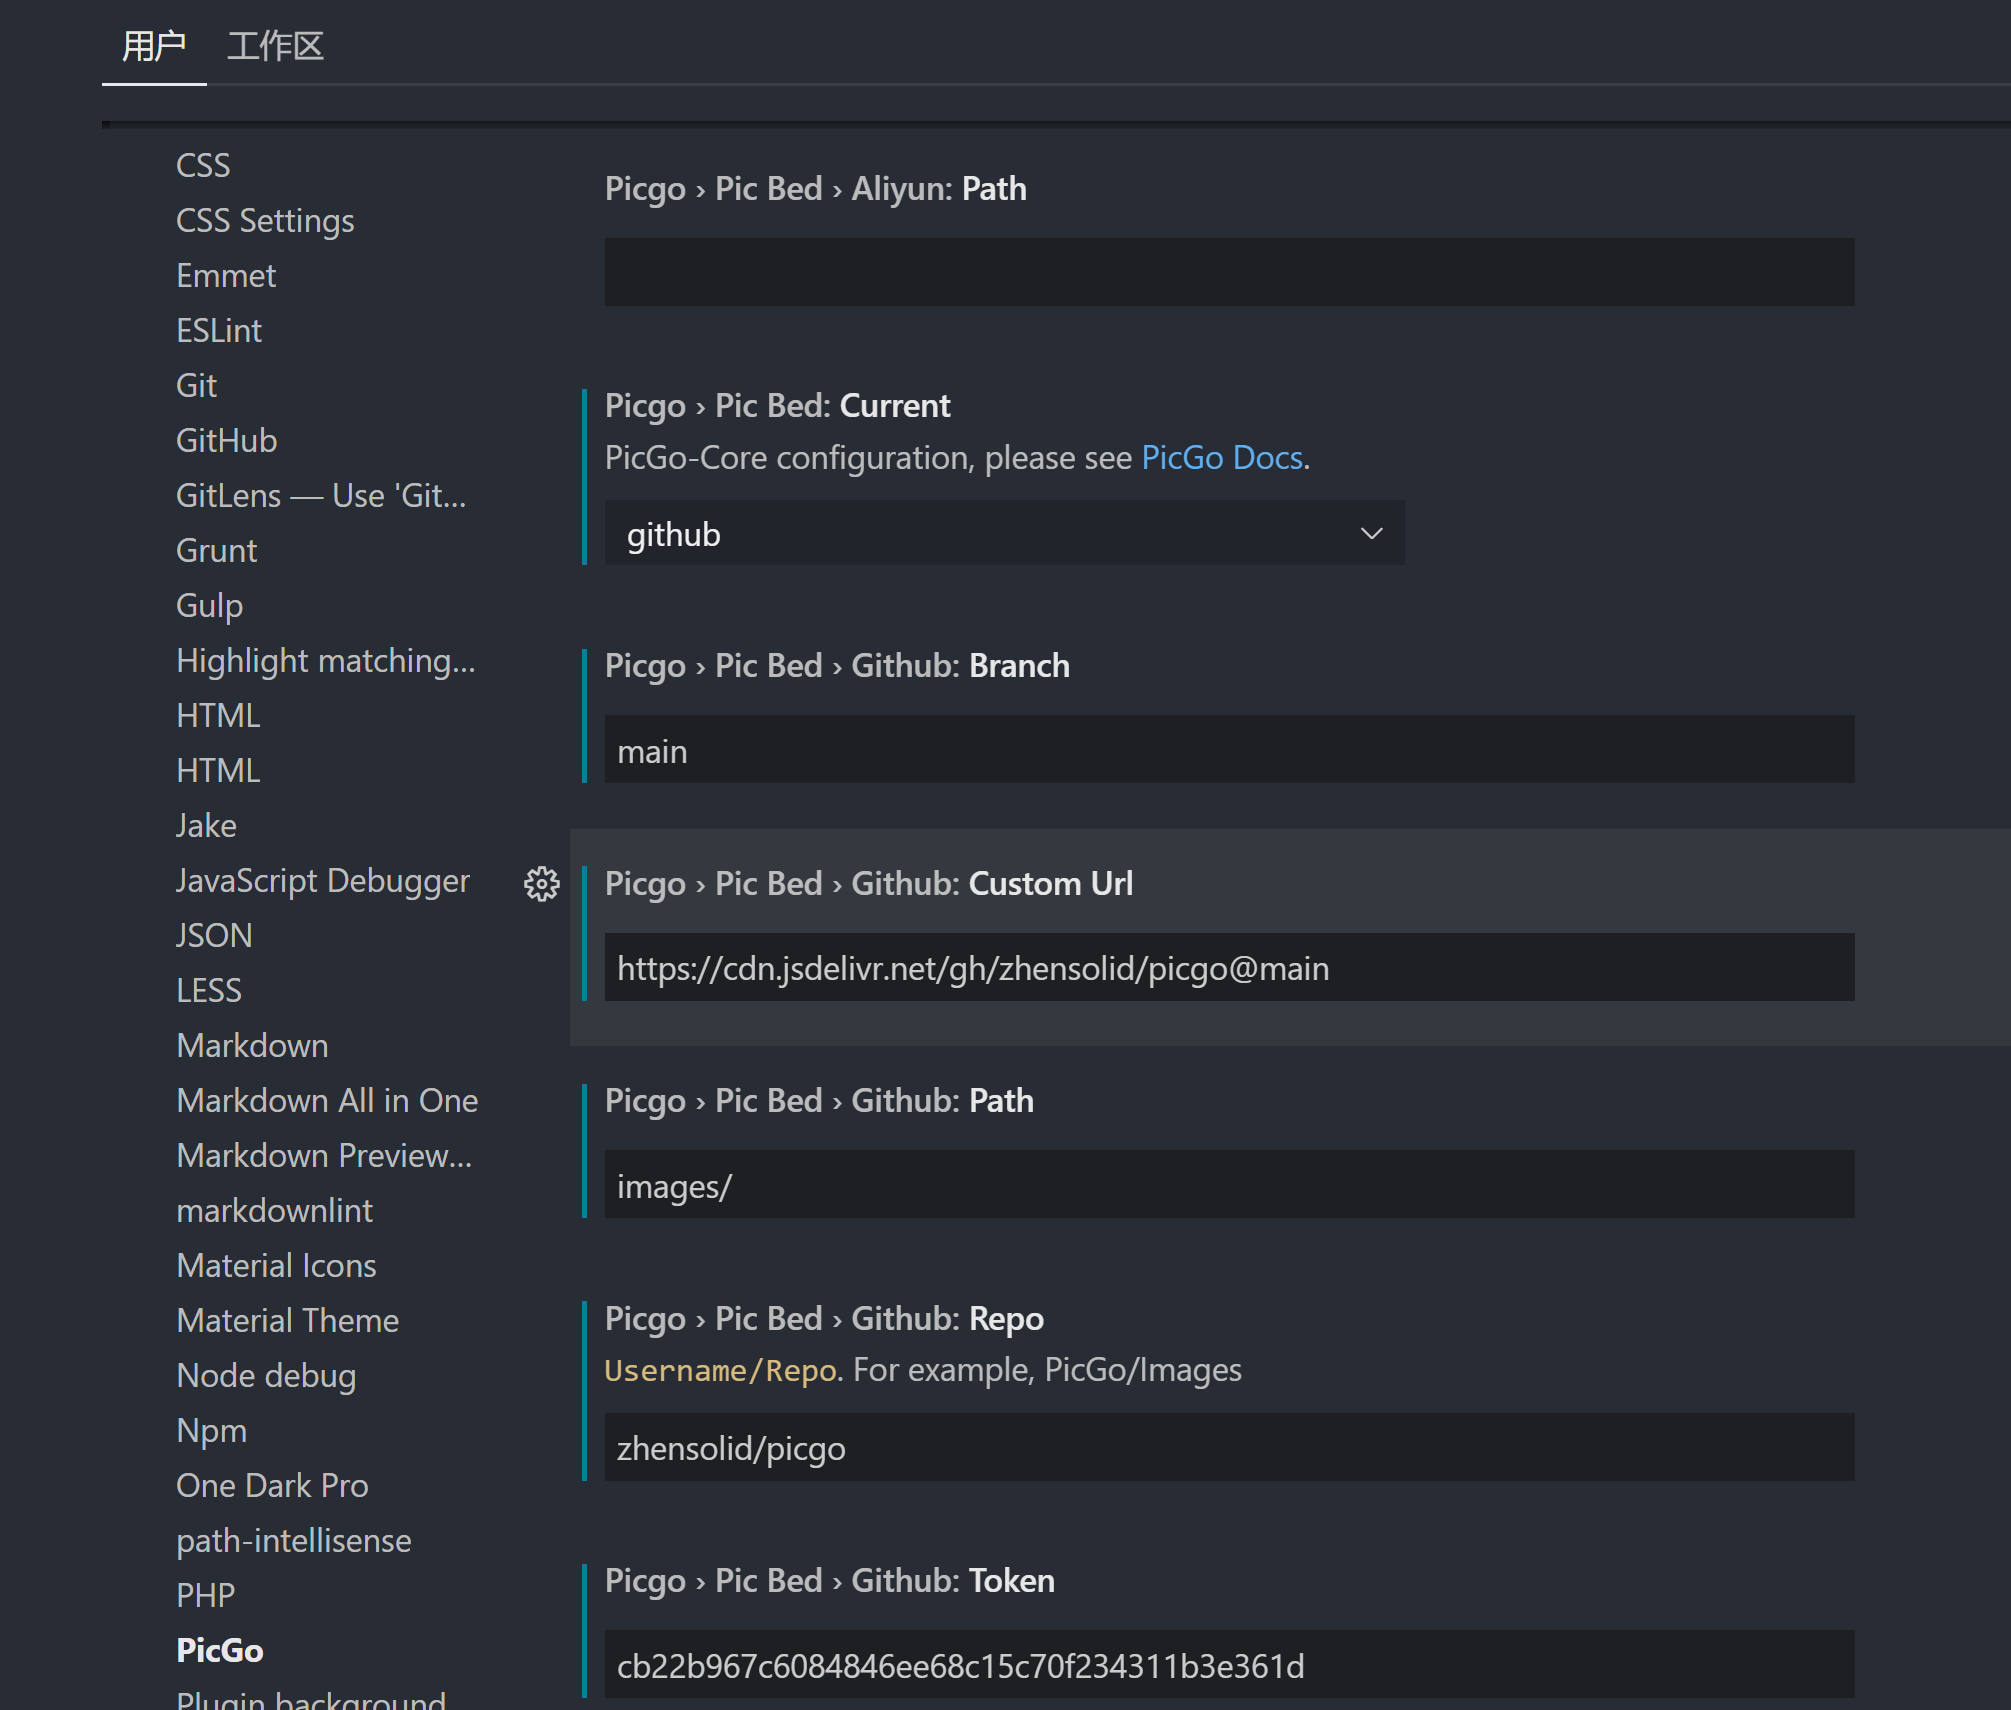 用户 工作区
CSS
CSS Settings
Emmet
ESLint
Git
GitHub
GitLens — Use 'Git...
Grunt
Gulp
Highlight matching...
HTML
HTML
Jake
JavaScript Debugger
JSON
LESS
Markdown
Markdown All in One
Markdown Preview...
markdownlint
Material Icons
Material Theme
Node debug
Npm
One Dark Pro
path-intellisense
PHP
PicGo
Plugin background
Picgo › Pic Bed › Aliyun: Path
Picgo › Pic Bed: Current
PicGo-Core configuration, please see PicGo Docs.
github
Picgo › Pic Bed › Github: Branch
main
Picgo › Pic Bed › Github: Custom Url
https://cdn.jsdelivr.net/gh/zhensolid/picgo@main
Picgo › Pic Bed › Github: Path
images/
Picgo › Pic Bed › Github: Repo
Username/Repo. For example, PicGo/Images
zhensolid/picgo
Picgo › Pic Bed › Github: Token
cb22b967c6084846ee68c15c70f234311b3e361d